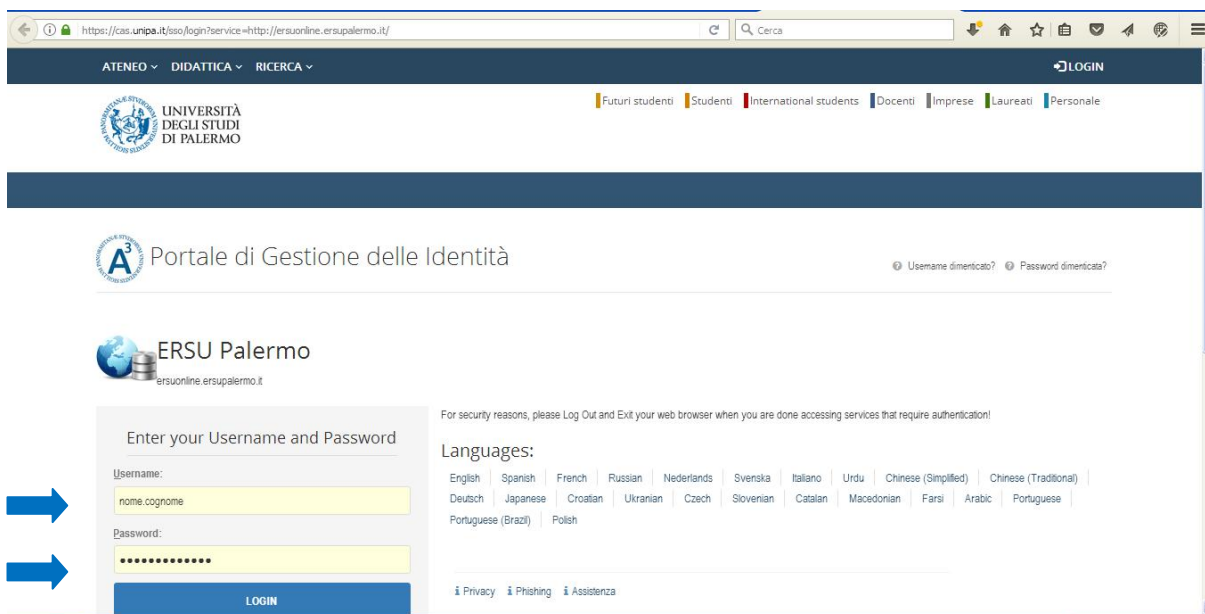 https://cas.unipa.it/sso/login?service=http://ersuonline.ersupalermo.it/
Cerca
ATENEO DIDATTICA RICERCA LOGIN
UNIVERSITÀ
DEGLI STUDI
DI PALERMO
Futuri studenti Studenti International students Docenti Imprese Laureati Personale
A3 Portale di Gestione delle Identità
Username dimenticato? Password dimenticata?
ERSU Palermo
ersuonline.ersupalermo.it
For security reasons, please Log Out and Exit your web browser when you are done accessing services that require authentication!
Enter your Username and Password
Languages:
Username:
English Spanish French Russian Nederlands Svenska Italiano Urdu Chinese (Simplified) Chinese (Traditional)
nome.cognome
Deutsch Japanese Croatian Ukranian Czech Slovenian Catalan Macedonian Farsi Arabic Portuguese
Portuguese (Brazil) Polish
Password:
•••••••••••••
Privacy Phishing Assistenza
LOGIN